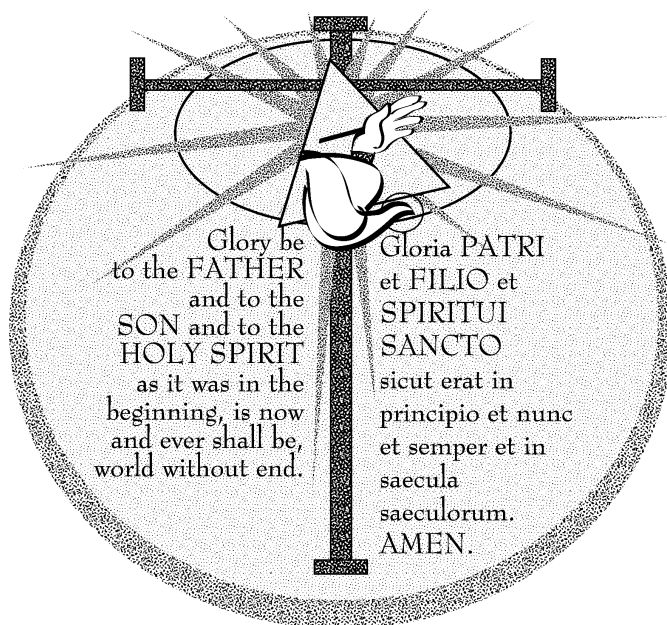 Glory be
to the FATHER
and to the
SON and to the
HOLY SPIRIT
as it was in the
beginning, is now
and ever shall be,
world without end.
Gloria PATRI
et FILIO et
SPIRITUI
SANCTO
sicut erat in
principio et nunc
et semper et in
saecula
saeculorum.
AMEN.